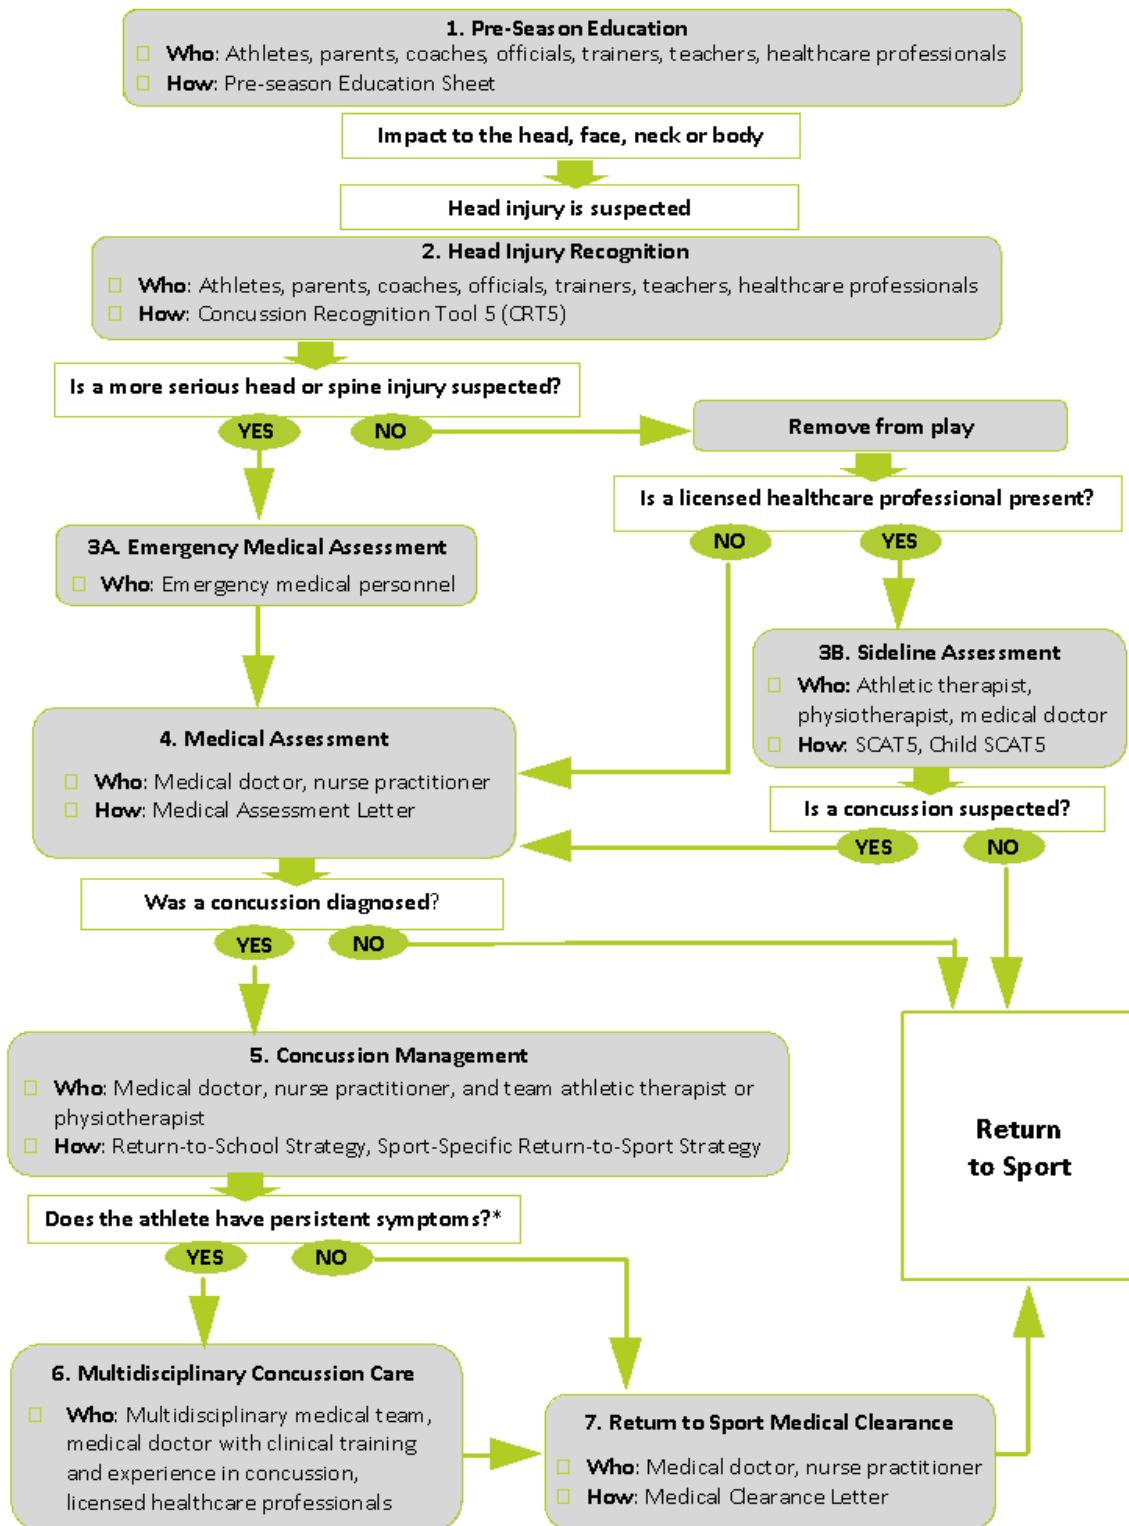 1. Pre-Season Education
Who: Athletes, parents, coaches, officials, trainers, teachers, healthcare professionals
How: Pre-season Education Sheet
Impact to the head, face, neck or body
Head injury is suspected
2. Head Injury Recognition
Who: Athletes, parents, coaches, officials, trainers, teachers, healthcare professionals
How: Concussion Recognition Tool 5 (CRT5)
Is a more serious head or spine injury suspected?
YES
NO
Remove from play
Is a licensed healthcare professional present?
NO
YES
3A. Emergency Medical Assessment
Who: Emergency medical personnel
3B. Sideline Assessment
Who: Athletic therapist,
physiotherapist, medical doctor
How: SCAT5, Child SCAT5
4. Medical Assessment
Who: Medical doctor, nurse practitioner
How: Medical Assessment Letter
Is a concussion suspected?
YES
NO
Was a concussion diagnosed?
YES
NO
5. Concussion Management
Who: Medical doctor, nurse practitioner, and team athletic therapist or
physiotherapist
How: Return-to-School Strategy, Sport-Specific Return-to-Sport Strategy
Return
to Sport
Does the athlete have persistent symptoms?*
YES
NO
6. Multidisciplinary Concussion Care
Who: Multidisciplinary medical team,
medical doctor with clinical training
and experience in concussion,
licensed healthcare professionals
7. Return to Sport Medical Clearance
Who: Medical doctor, nurse practitioner
How: Medical Clearance Letter